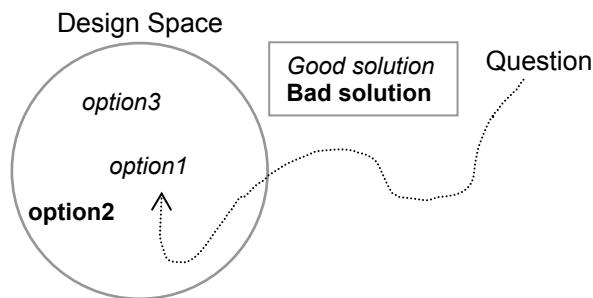 Design Space
Good solution
Bad solution
Question
option3
option1
option2